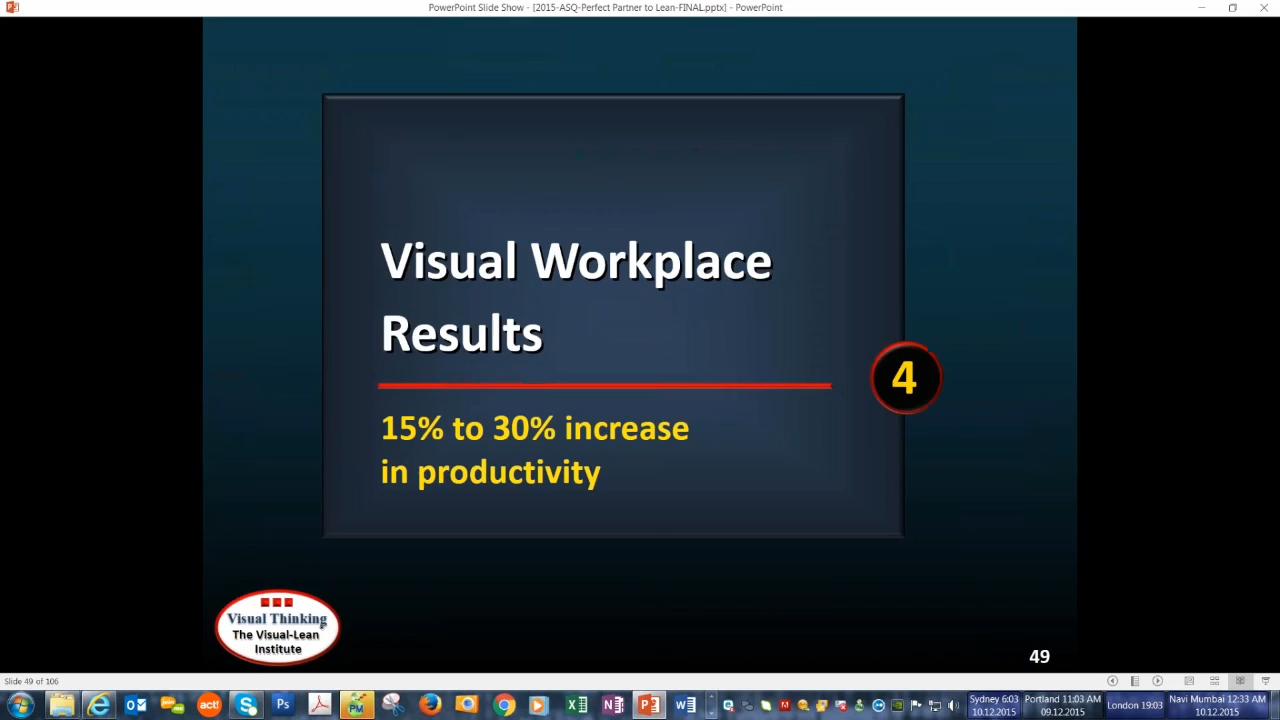 PowerPoint Slide Show - [2015-ASQ-Perfect Partner to Lean-FINAL.pptx] - PowerPoint
Visual Workplace
Results
4
15% to 30% increase
in productivity
Visual Thinking
The Visual-Lean
Institute
49
Slide 49 of 106
act!
PM
Ps
Sydney 6:03
10.12.2015
Portland 11:03 AM
09.12.2015
London 19:03
Navi Mumbai 12:33 AM
10.12.2015